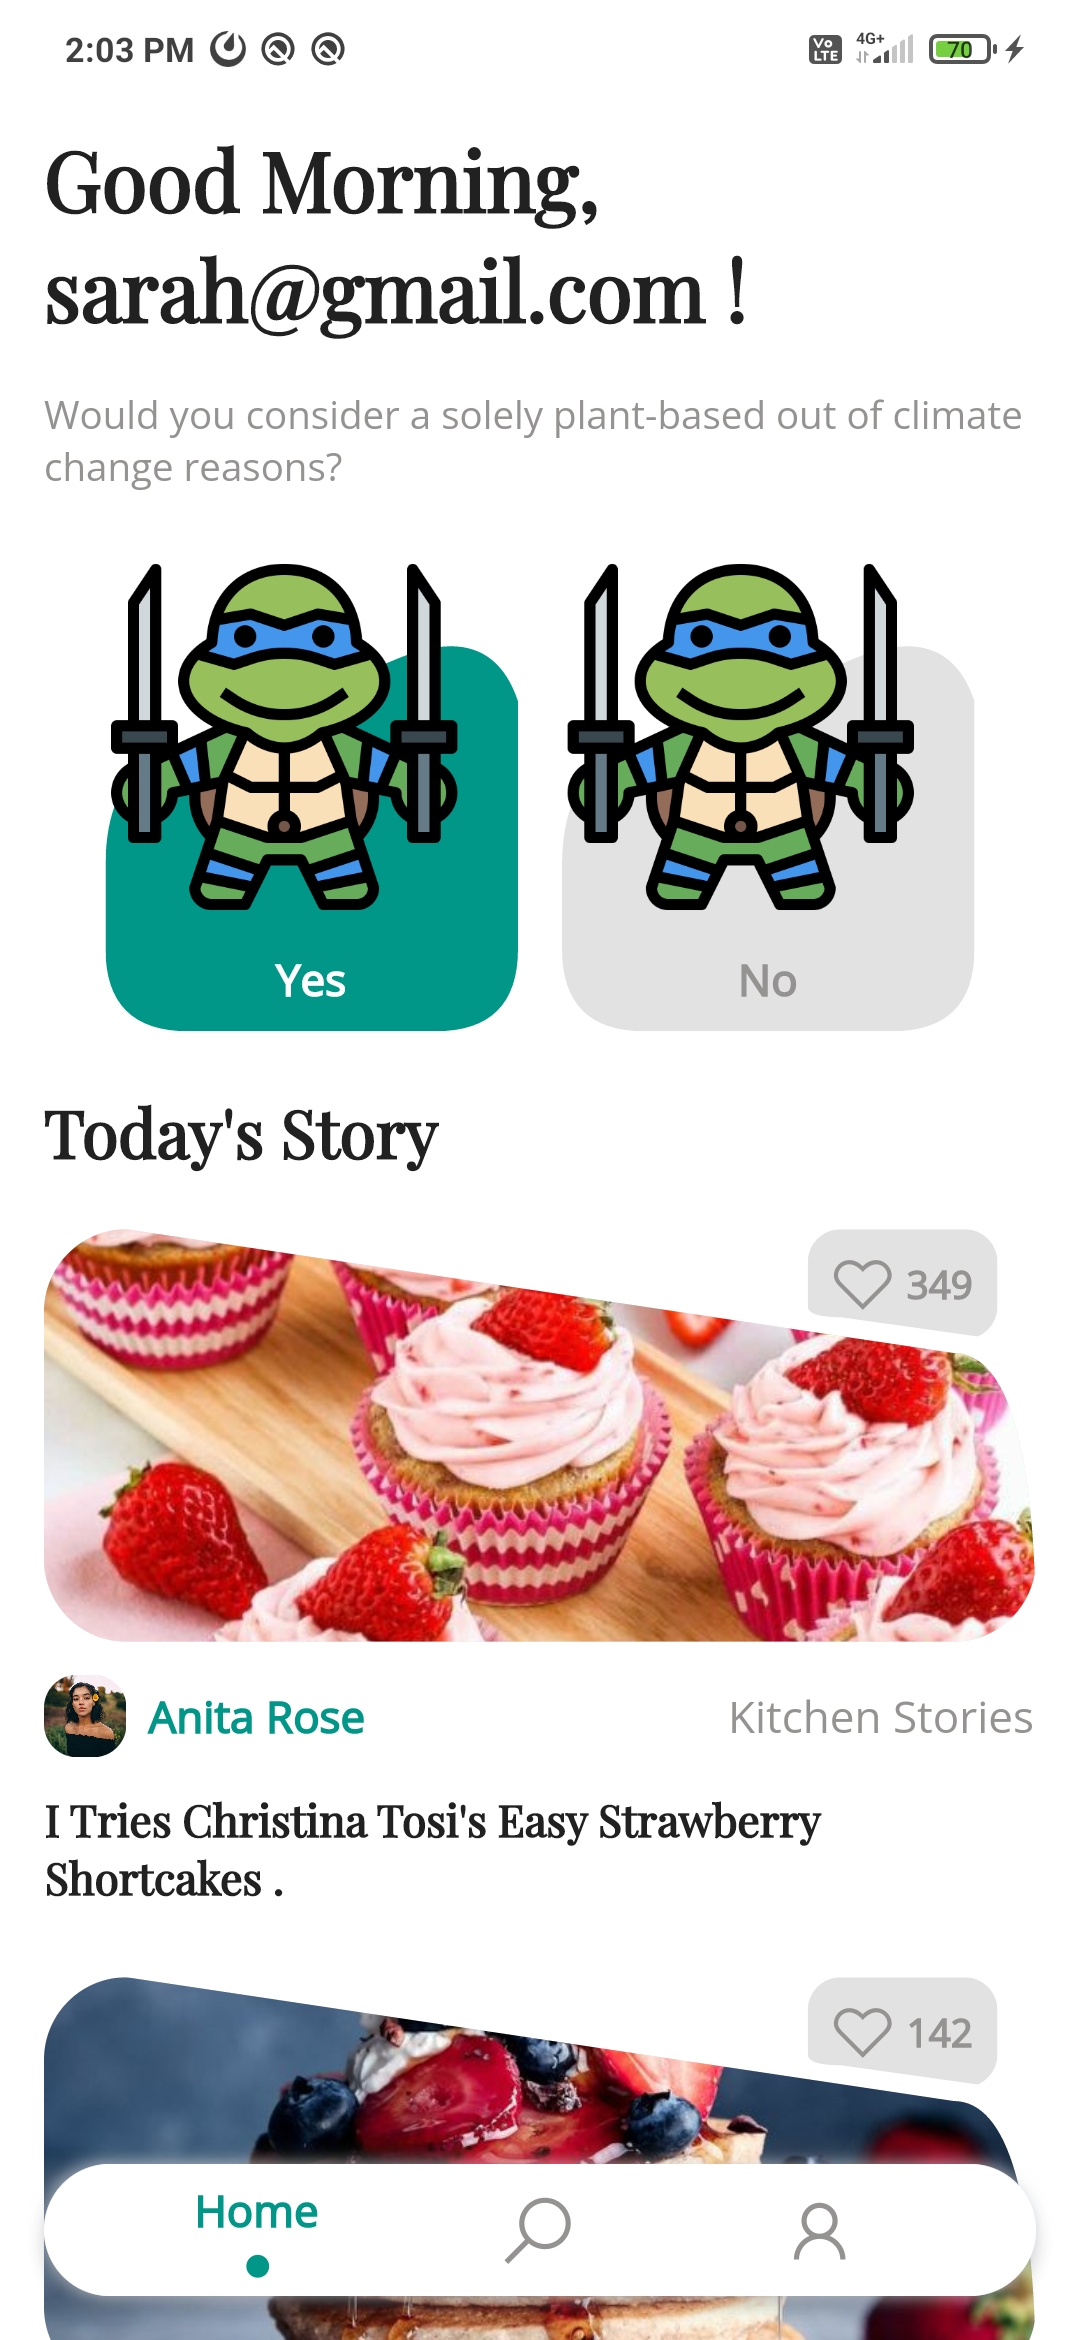 2:03 PM
Vo LTE
4G+
70
Good Morning,
sarah@gmail.com !
Would you consider a solely plant-based out of climate
change reasons?
Yes
No
Today's Story
349
Anita Rose
Kitchen Stories
I Tries Christina Tosi's Easy Strawberry
Shortcakes .
142
Home